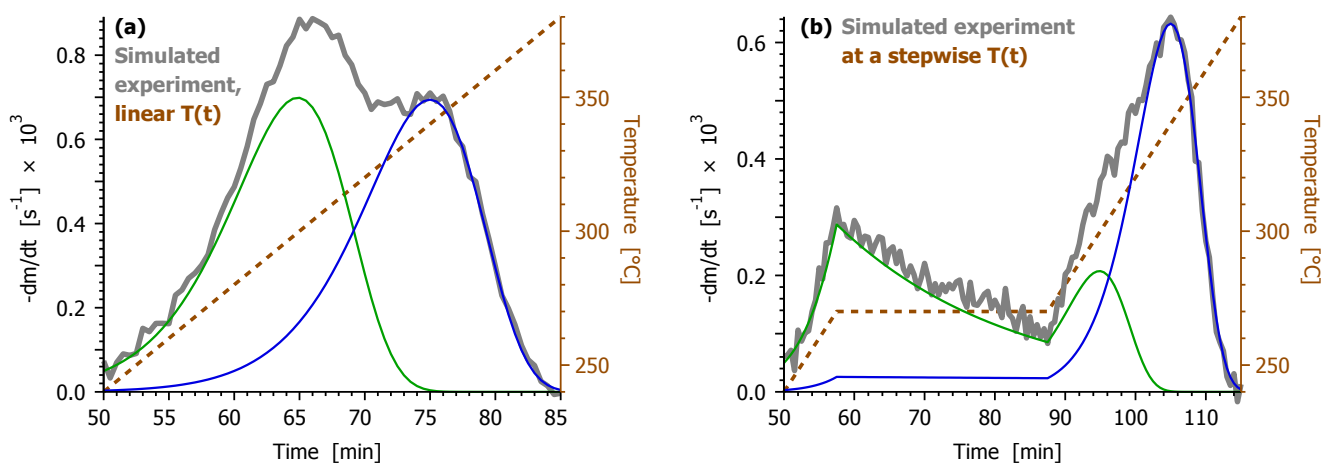 (a)
Simulated
experiment,
linear T(t)
-dm/dt [s⁻¹] × 10³
0.8
0.6
0.4
0.2
0.0
50 55 60 65 70 75 80 85
Time [min]
350
300
250
Temperature [°C]
(b) Simulated experiment
at a stepwise T(t)
-dm/dt [s⁻¹] × 10³
0.6
0.4
0.2
0.0
50 60 70 80 90 100 110
Time [min]
350
300
250
Temperature [°C]